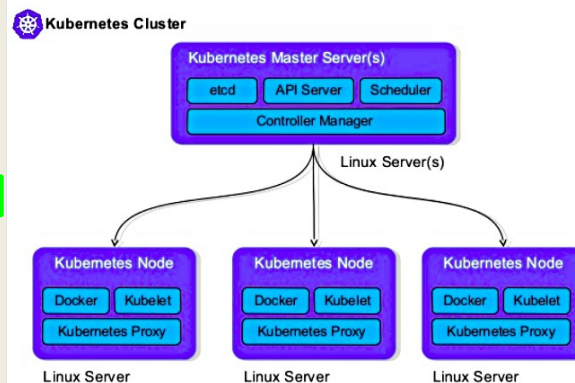 Kubernetes Cluster
Kubernetes Master Server(s)
etcd API Server Scheduler
Controller Manager
Linux Server(s)
Kubernetes Node Kubernetes Node Kubernetes Node
Docker Kubelet Docker Kubelet Docker Kubelet
Kubernetes Proxy Kubernetes Proxy Kubernetes Proxy
Linux Server Linux Server Linux Server